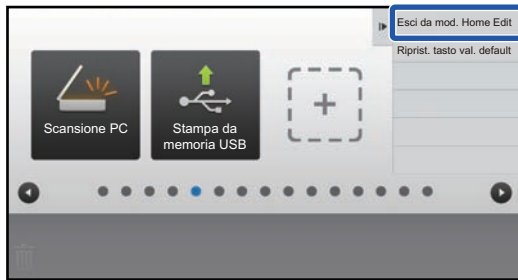 Esci da mod. Home Edit
Riprist. tasto val. default
Scansione PC
Stampa da
memoria USB